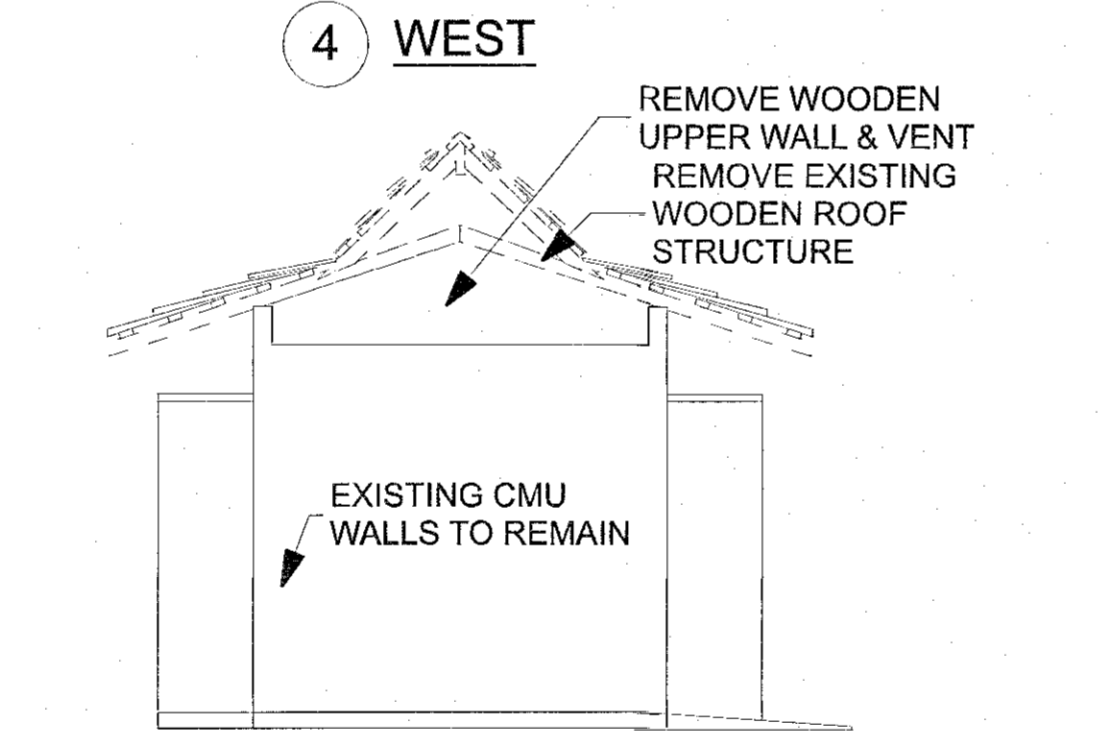 4 WEST
REMOVE WOODEN
UPPER WALL & VENT
REMOVE EXISTING
WOODEN ROOF
STRUCTURE
EXISTING CMU
WALLS TO REMAIN